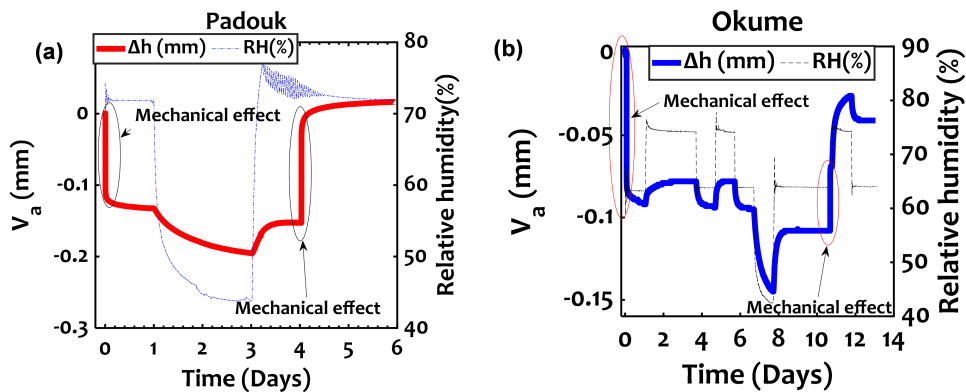 Padouk
(a)
Δh (mm)
RH(%)
80
70
60
50
40
0
-0.1
-0.2
-0.3
Mechanical effect
Mechanical effect
V a (mm)
Relative humidity(%)
0
1
2
3
4
5
6
Time (Days)
Okume
(b)
Δh (mm)
RH(%)
90
80
70
60
50
40
0
-0.05
-0.1
-0.15
Mechanical effect
Mechanical effect
V a (mm)
Relative humidity (%)
0
2
4
6
8
10
12
14
Time (Days)